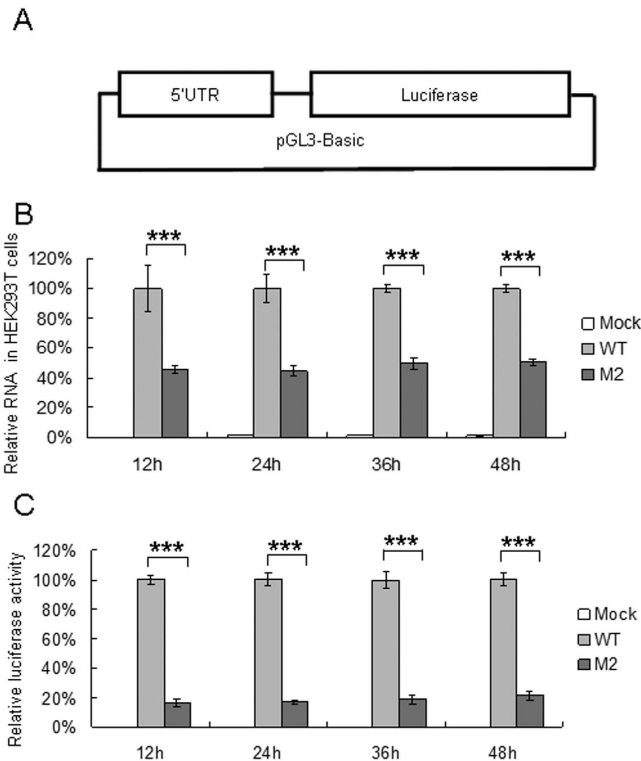 A
5'UTR
Luciferase
pGL3-Basic
B
Relative RNA in HEK293T cells
120%
100%
80%
60%
40%
20%
0%
***
***
***
***
12h
24h
36h
48h
Mock
WT
M2
C
Relative luciferase activity
120%
100%
80%
60%
40%
20%
0%
***
***
***
***
12h
24h
36h
48h
Mock
WT
M2